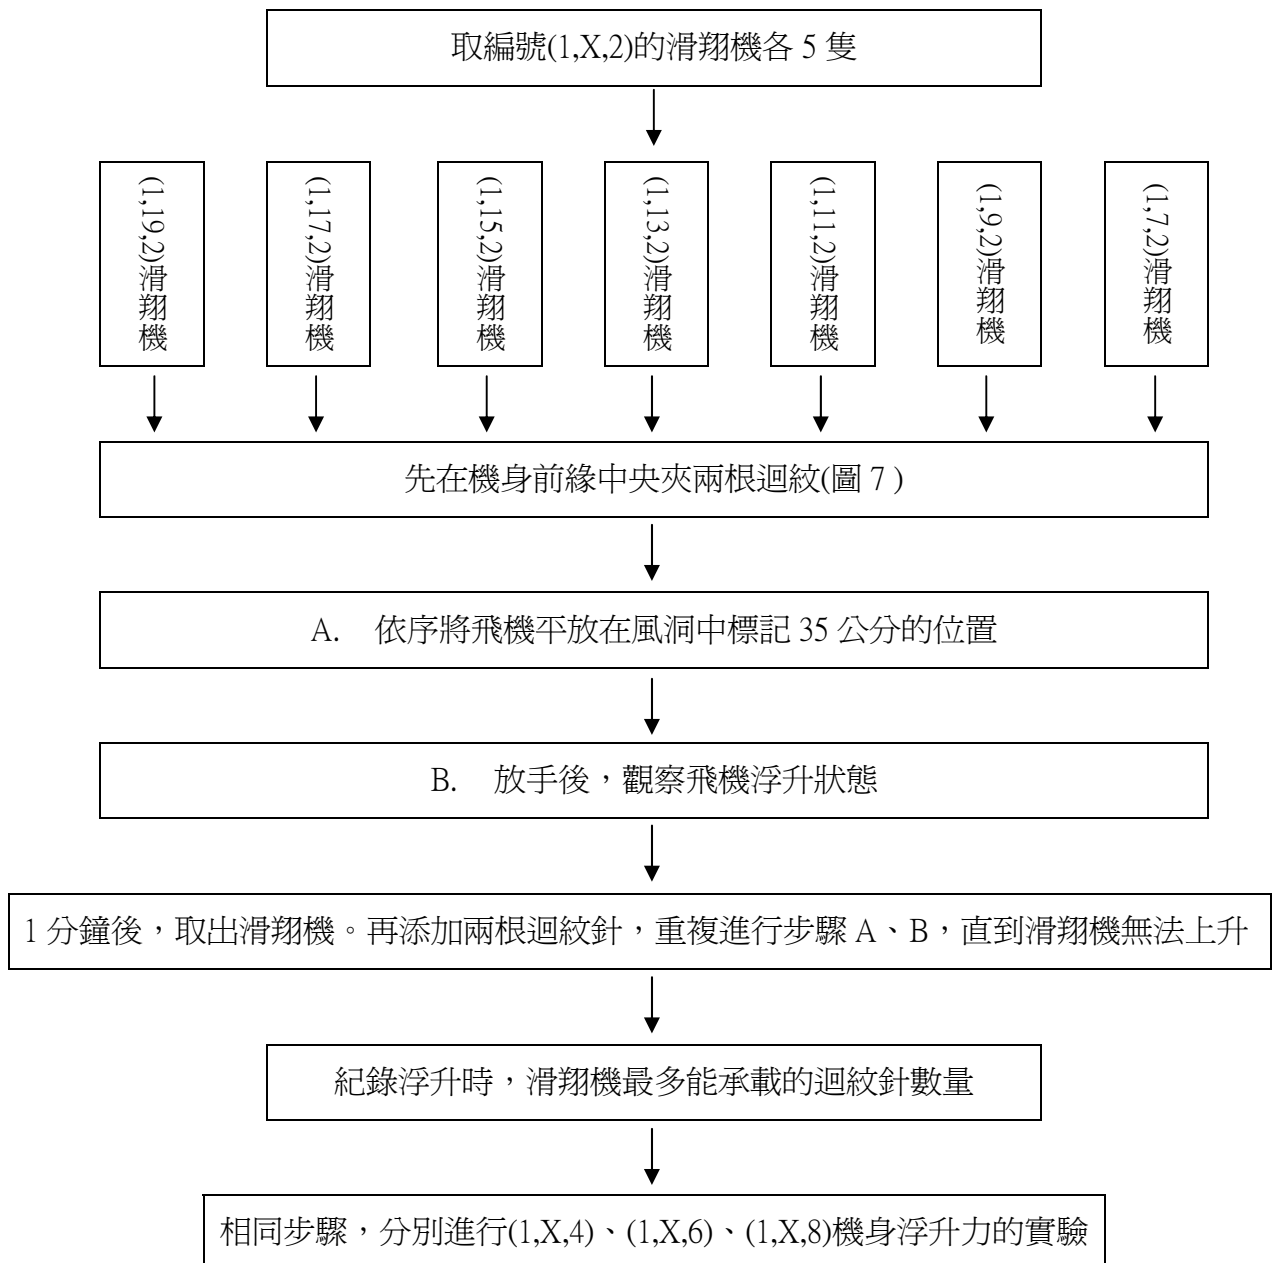 取編號(1,X,2)的滑翔機各 5 隻
(1,19,2)滑翔機
(1,17,2)滑翔機
(1,15,2)滑翔機
(1,13,2)滑翔機
(1,11,2)滑翔機
(1,9,2)滑翔機
(1,7,2)滑翔機
先在機身前緣中央夾兩根迴紋(圖 7 )
A. 依序將飛機平放在風洞中標記 35 公分的位置
B. 放手後，觀察飛機浮升狀態
1 分鐘後，取出滑翔機。再添加兩根迴紋針，重複進行步驟 A、B，直到滑翔機無法上升
紀錄浮升時，滑翔機最多能承載的迴紋針數量
相同步驟，分別進行(1,X,4)、(1,X,6)、(1,X,8)機身浮升力的實驗